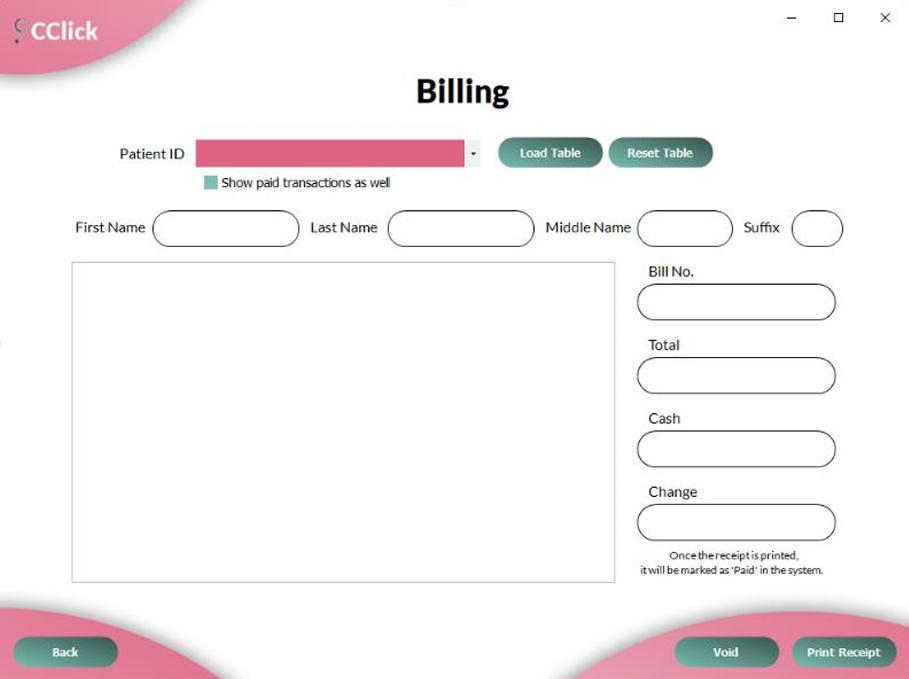 CClick
Billing
Patient ID
Load Table
Reset Table
Show paid transactions as well
First Name
Last Name
Middle Name
Suffix
Bill No.
Total
Cash
Change
Once the receipt is printed,
it will be marked as 'Paid' in the system.
Back
Void
Print Receipt